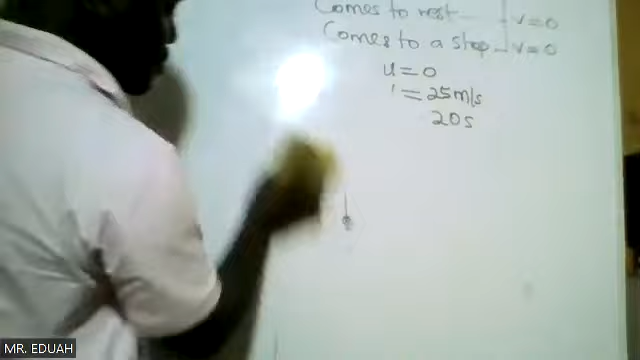 Comes to rest V=0
Comes to a stop V=0
u=0
=25m/s
20s
MR. EDUAH